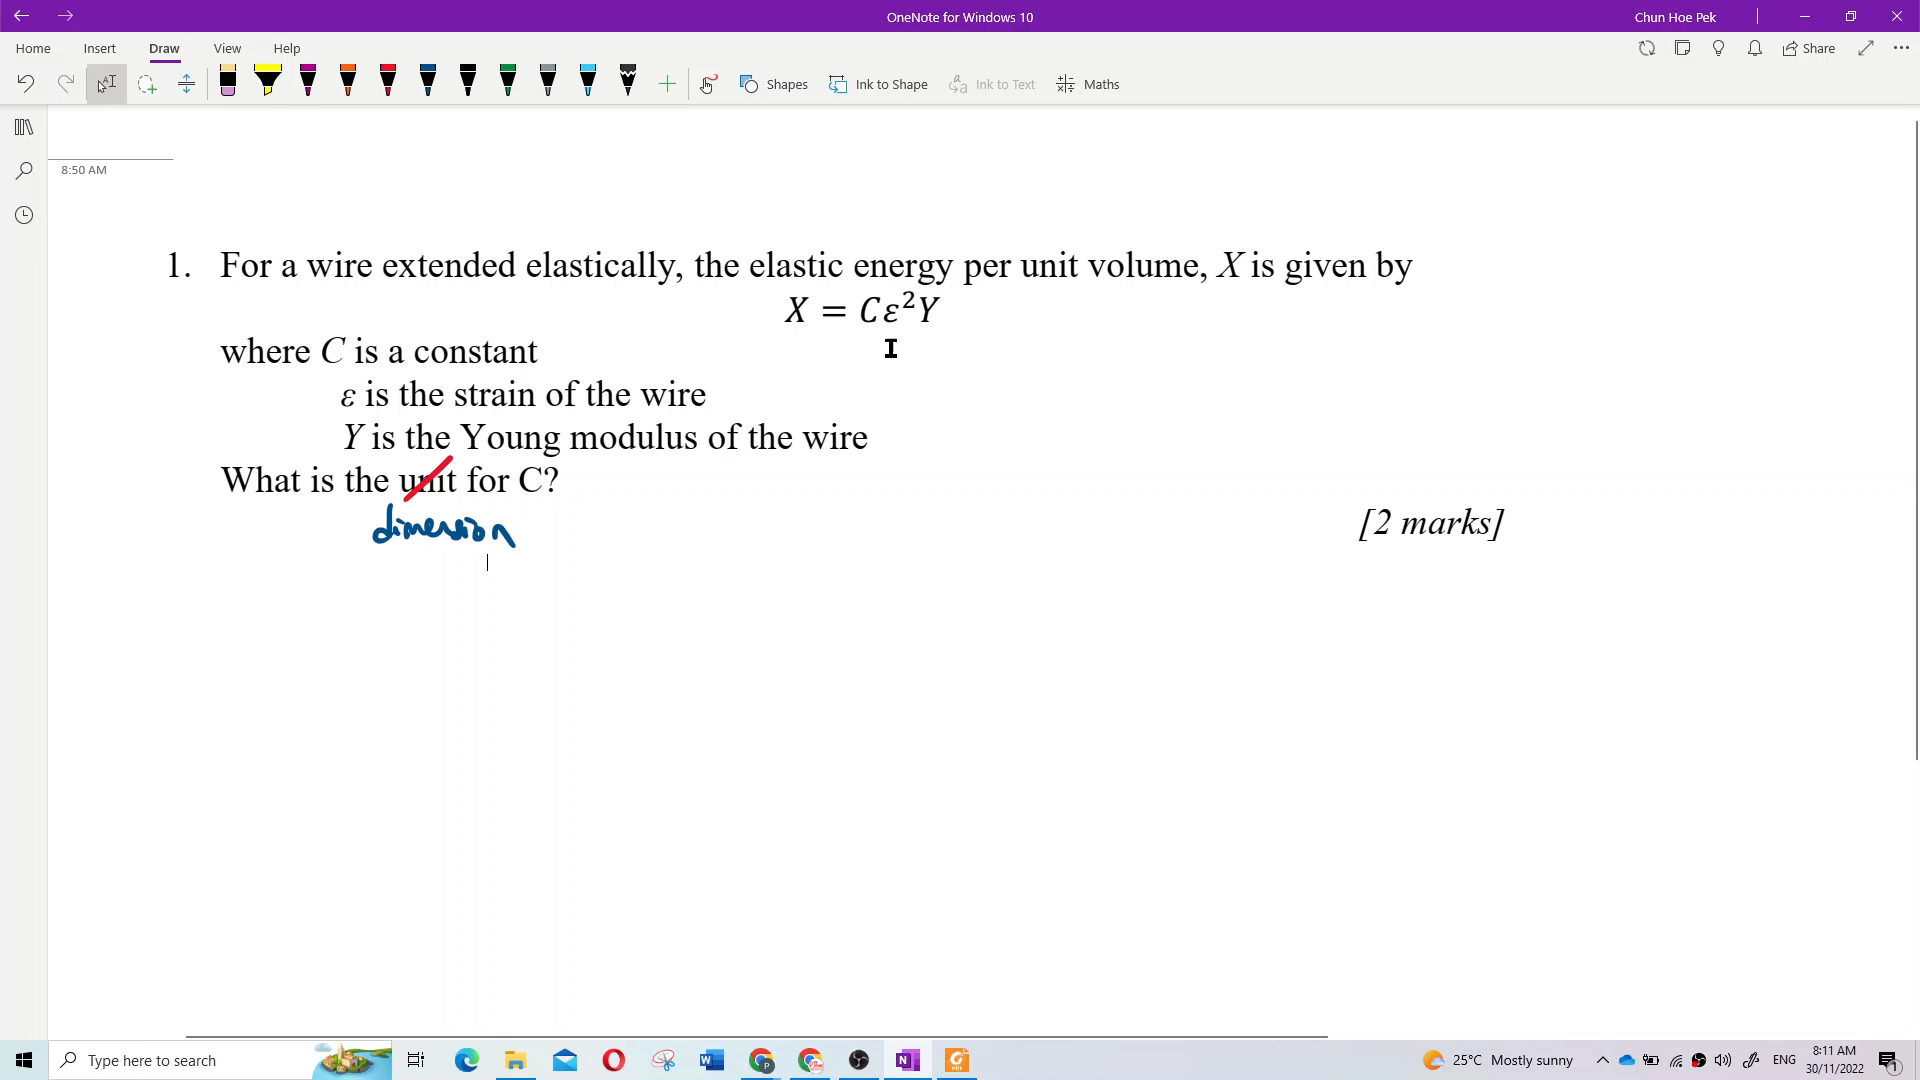 OneNote for Windows 10
Chun Hoe Pek
Home Insert Draw View Help
Share
Shapes Ink to Shape Ink to Text Maths
8:50 AM
1. For a wire extended elastically, the elastic energy per unit volume, X is given by
X = Cε²Y
where C is a constant
ε is the strain of the wire
Y is the Young modulus of the wire
What is the unit for C?
dimension
[2 marks]
Type here to search
25°C Mostly sunny
ENG
8:11 AM
30/11/2022
1